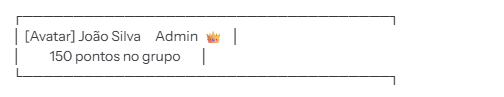 [Avatar] João Silva Admin 👑
150 pontos no grupo